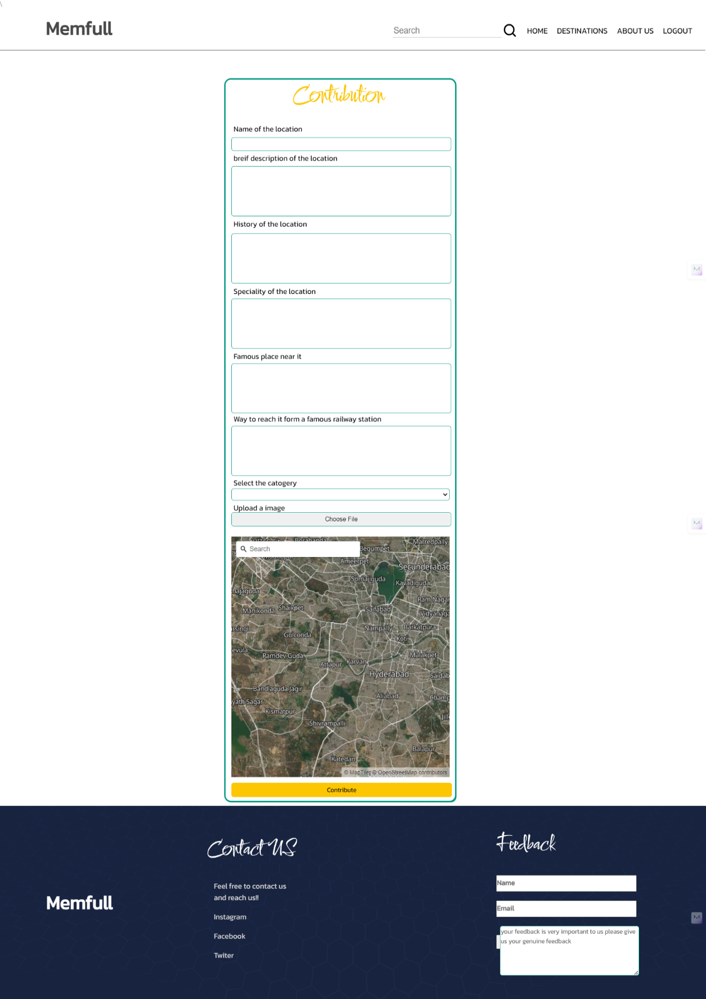 \
Memfull
Search
HOME DESTINATIONS ABOUT US LOGOUT
Contribution
Name of the location
breif description of the location
History of the location
Speciality of the location
Famous place near it
Way to reach it form a famous railway station
Select the catogery
Upload a image
Choose File
Borabanda
Marredpally
Search
Begumpet
Ameerpet
Secunderabad
Somajiguda
Kavadiguda
Khajaguda
Ram Nagar
Manikonda
Shaikpet
Saifabad
Vidyanaga
rsingi
Golconda
Nampally
Barkatpura
Koti
evula
Ramdev Guda
Malakpet
Attapur
Karvan
Hyderabad
Saidab
Bandlaguda Jagir
Aliabad
Champ
yath Sagar
Kismatpur
Jill
Shivrampalli
Balapur
Katedan
© MapTiler © OpenStreetMap contributors
Contribute
Memfull
Contact US
Feel free to contact us
and reach us!!
Instagram
Facebook
Twiter
Feedback
Name
Email
your feedback is very important to us please give
us your genuine feedback